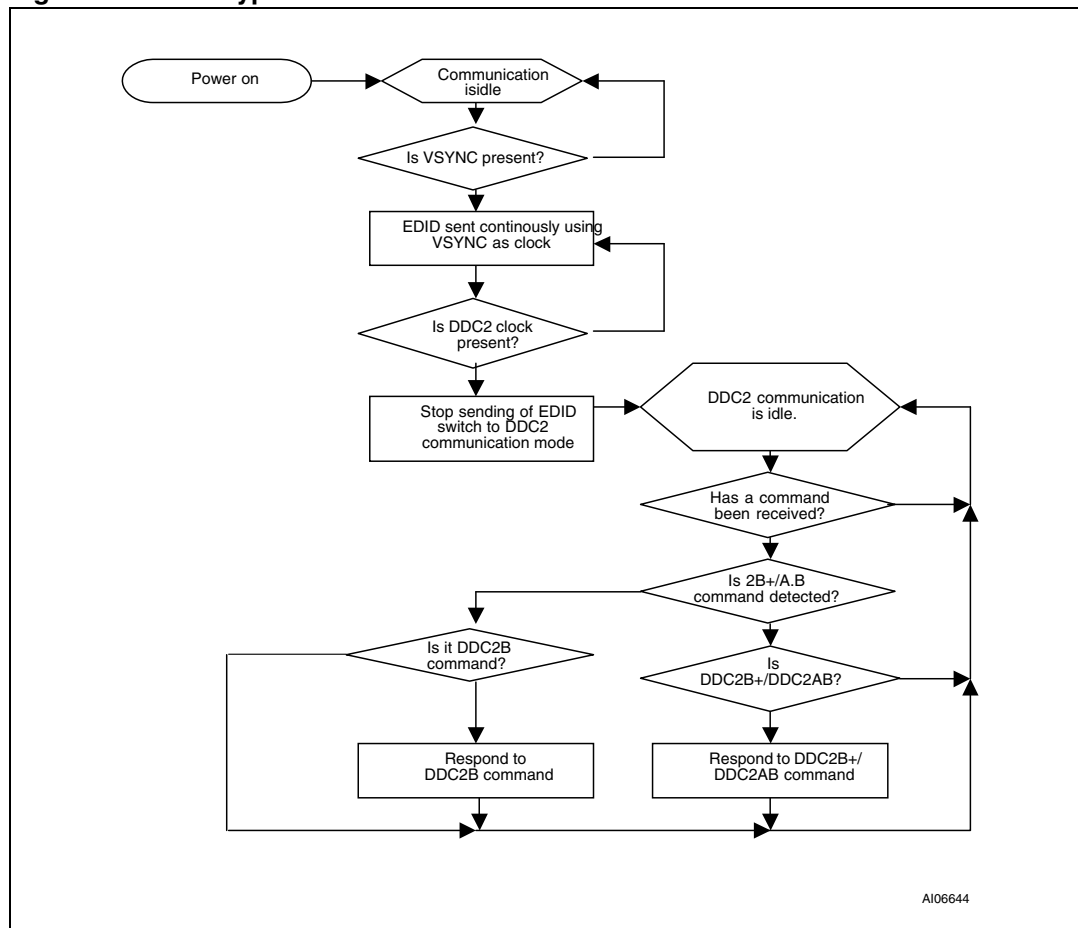 Power on
Communication
isidle
Is VSYNC present?
EDID sent continously using
VSYNC as clock
Is DDC2 clock
present?
Stop sending of EDID
switch to DDC2
communication mode
DDC2 communication
is idle.
Has a command
been received?
Is 2B+/A.B
command detected?
Is it DDC2B
command?
Is
DDC2B+/DDC2AB?
Respond to
DDC2B command
Respond to DDC2B+/
DDC2AB command
AI06644